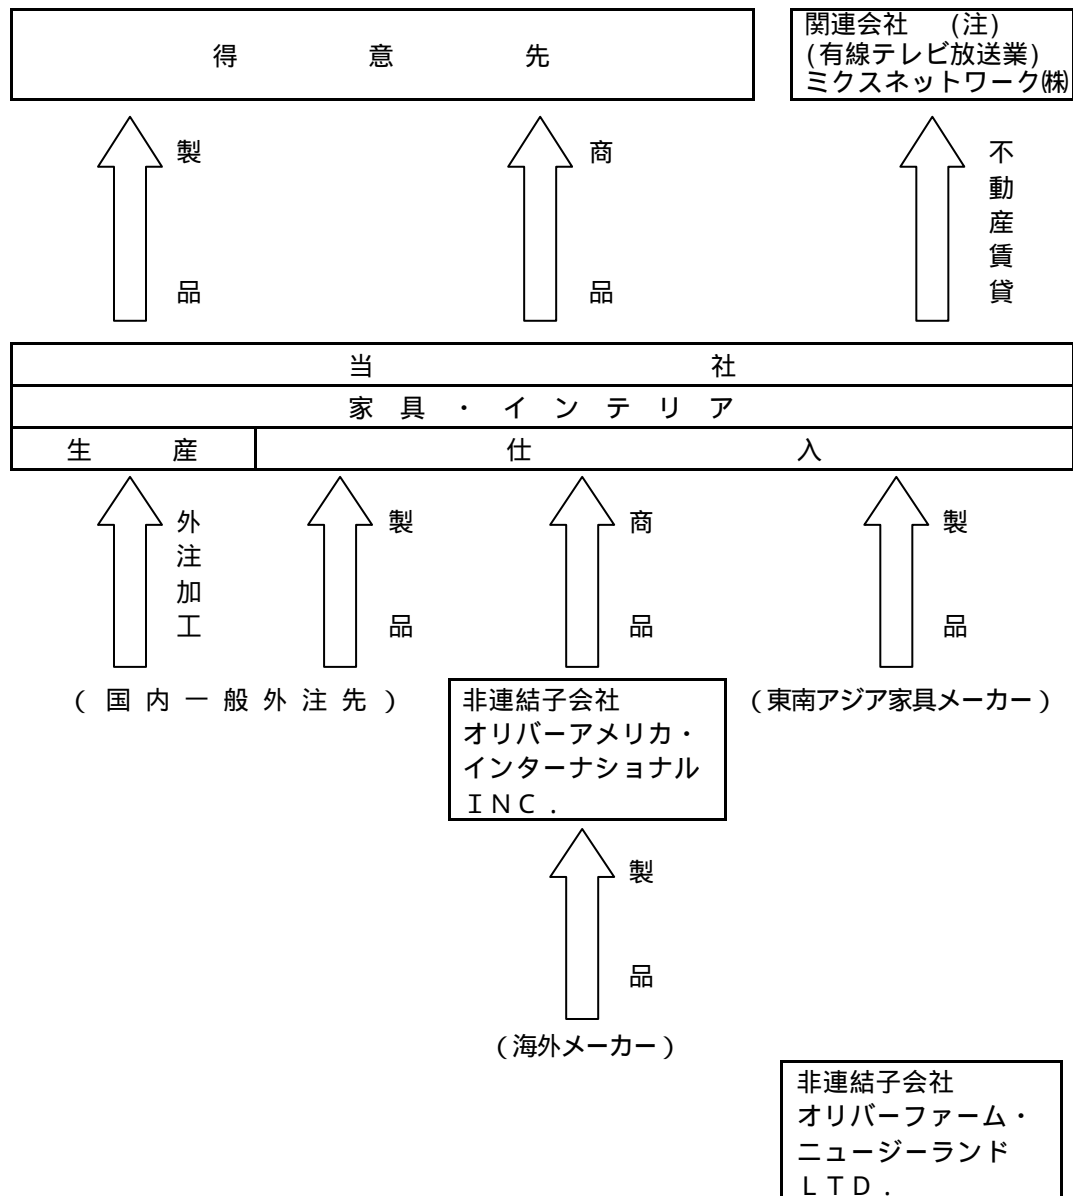 得意先
関連会社　(注)
(有線テレビ放送業)
ミクスネットワーク㈱
製品
商品
不動産賃貸
当社
家具・インテリア
生産
仕入
外注加工
製品
商品
製品
(国内一般外注先)
非連結子会社
オリバーアメリカ・
インターナショナル
ＩＮＣ．
(東南アジア家具メーカー)
製品
(海外メーカー)
非連結子会社
オリバーファーム・
ニュージーランド
ＬＴＤ．